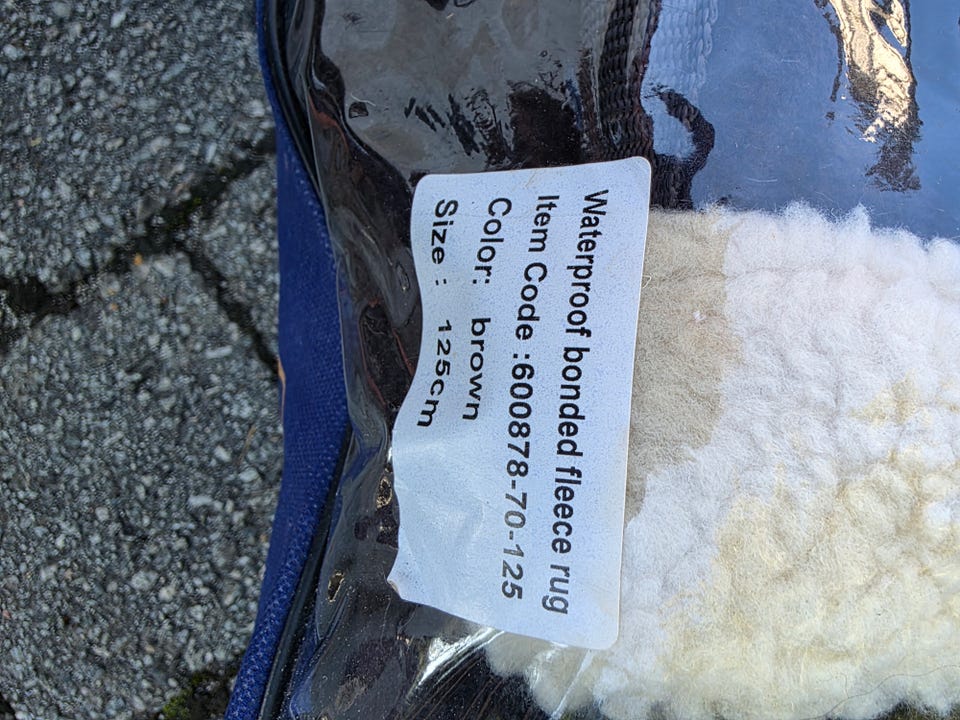 Waterproof bonded fleece rug
Item Code :600878-70-125
Color: brown
Size : 125cm